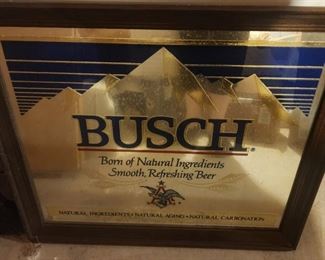 BUSCH®
Born of Natural Ingredients
Smooth, Refreshing Beer
NATURAL INGREDIENTS • NATURAL AGING • NATURAL CARBONATION